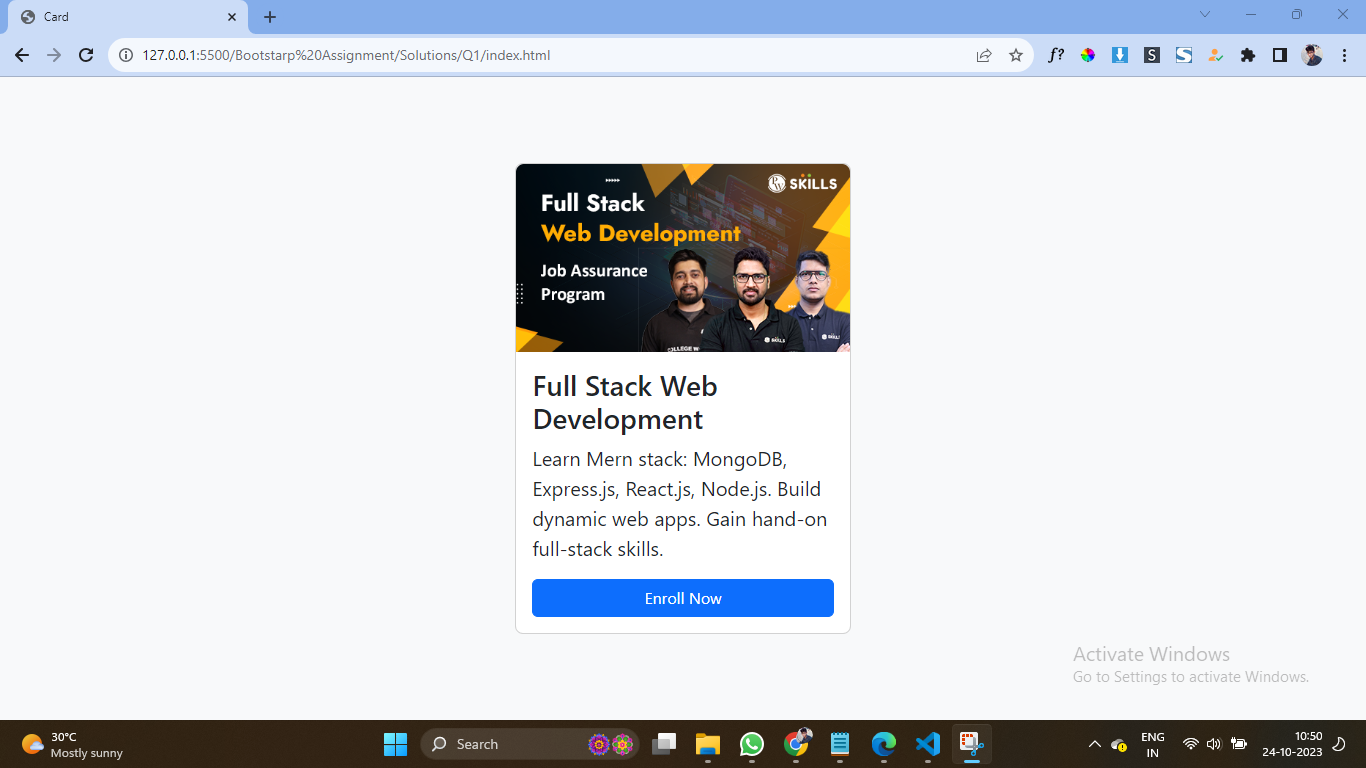 Card
127.0.0.1:5500/Bootstarp%20Assignment/Solutions/Q1/index.html
f?
S
S
PW SKILLS
Full Stack
Web Development
Job Assurance
Program
COLLEGE W
SKILLS
SKILLS
Full Stack Web
Development
Learn Mern stack: MongoDB,
Express.js, React.js, Node.js. Build
dynamic web apps. Gain hand-on
full-stack skills.
Enroll Now
Activate Windows
Go to Settings to activate Windows.
30°C
Mostly sunny
Search
ENG
IN
10:50
24-10-2023